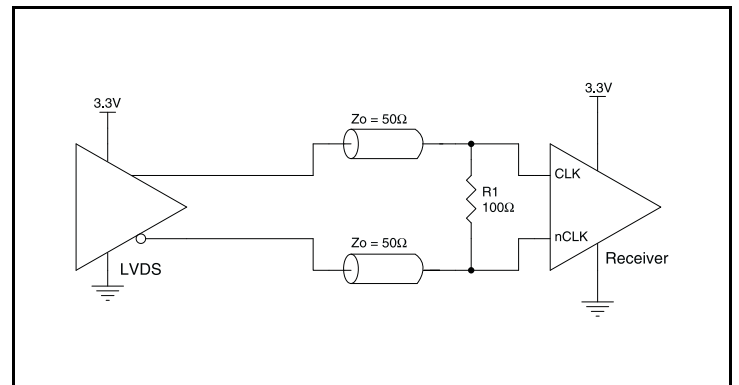 3.3V
3.3V
Zo = 50Ω
CLK
R1
100Ω
nCLK
Zo = 50Ω
LVDS
Receiver